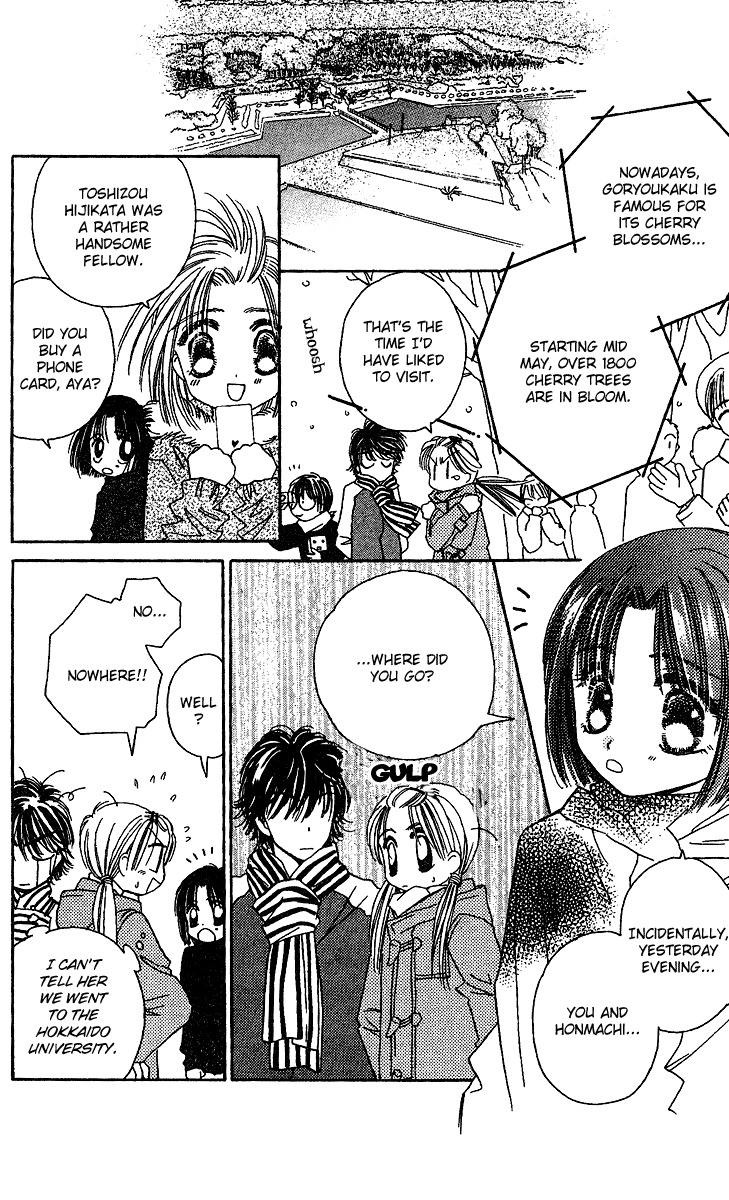 NOWADAYS,
GORYOUKAKU IS
FAMOUS FOR
ITS CHERRY
BLOSSOMS...
STARTING MID
MAY, OVER 1800
CHERRY TREES
ARE IN BLOOM.
THAT'S THE
TIME I'D
HAVE LIKED
TO VISIT.
whoosh
TOSHIZOU
HIJIKATA WAS
A RATHER
HANDSOME
FELLOW.
DID YOU
BUY A
PHONE
CARD, AYA?
INCIDENTALLY,
YESTERDAY
EVENING...
YOU AND
HONMACHI...
...WHERE DID
YOU GO?
GULP
WELL
?
NO...
NOWHERE!!
I CAN'T
TELL HER
WE WENT
TO THE
HOKKAIDO
UNIVERSITY.